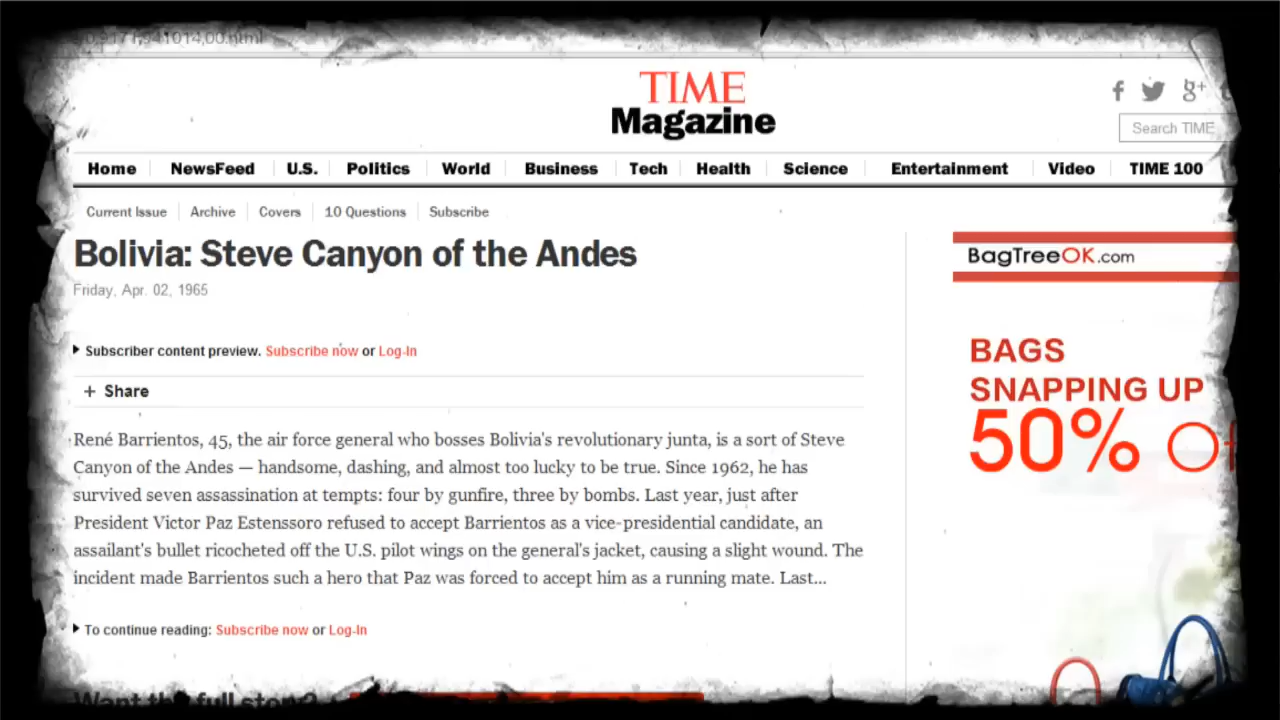 TIME
Magazine
Search TIME
Home NewsFeed U.S. Politics World Business Tech Health Science Entertainment Video TIME 100
Current Issue Archive Covers 10 Questions Subscribe
Bolivia: Steve Canyon of the Andes
Friday, Apr. 02, 1965
Subscriber content preview. Subscribe now or Log-In
+ Share
René Barrientos, 45, the air force general who bosses Bolivia's revolutionary junta, is a sort of Steve
Canyon of the Andes — handsome, dashing, and almost too lucky to be true. Since 1962, he has
survived seven assassination at tempts: four by gunfire, three by bombs. Last year, just after
President Victor Paz Estenssoro refused to accept Barrientos as a vice-presidential candidate, an
assailant's bullet ricocheted off the U.S. pilot wings on the general's jacket, causing a slight wound. The
incident made Barrientos such a hero that Paz was forced to accept him as a running mate. Last...
To continue reading: Subscribe now or Log-In
Want the full story?
BagTreeOK.com
BAGS
SNAPPING UP
50%